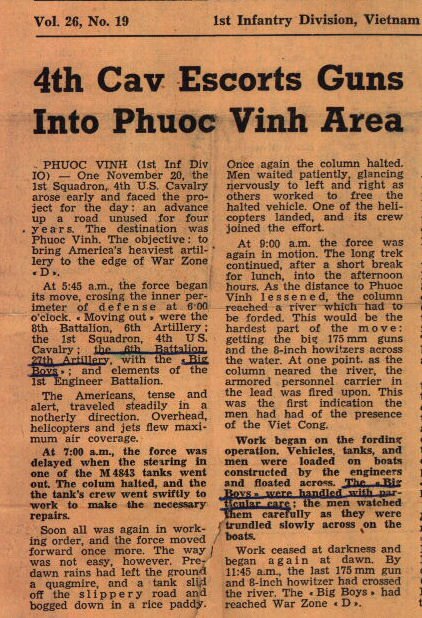 Vol. 26, No. 19
1st Infantry Division, Vietnam
4th Cav Escorts Guns
Into Phuoc Vinh Area
PHUOC VINH (1st Inf Div
IO) — One November 20, the
1st Squadron, 4th U.S. Cavalry
arose early and faced the pro-
ject for the day: an advance
up a road unused for four
years. The destination was
Phuoc Vinh. The objective: to
bring America's heaviest artil-
lery to the edge of War Zone
«D».
At 5:45 a.m., the force began
its move, crosing the inner per-
imeter of defense at 6:00
o'clock. «Moving out» were the
8th Battalion, 6th Artillery;
the 1st Squadron, 4th U.S.
Cavalry; the 6th Battalion,
27th Artillery, with the «Big
Boys»; and elements of the
1st Engineer Battalion.
The Americans, tense and
alert, traveled steadily in a
notherly direction. Overhead,
helicopters and jets flew maxi-
mum air coverage.
At 7:00 a.m., the force was
delayed when the stearing in
one of the M 4843 tanks went
out. The colum halted, and the
the tank's crew went swiftly to
work to make the necessary
repairs.
Soon all was again in work-
ing order, and the force moved
forward once more. The way
was not easy, however. Pre-
dawn rains had left the ground
a quagmire, and a tank slid
off the slippery road and
bogged down in a rice paddy.
Once again the column halted.
Men waited patiently, glancing
nervously to left and right as
others worked to free the
halted vehicle. One of the heli-
copters landed, and its crew
joined the effort.
At 9:00 a.m. the force was
again in motion. The long trek
continued, after a short break
for lunch, into the afternoon
hours. As the distance to Phuoc
Vinh lessened, the column
reached a river which had to
be forded. This would be the
hardest part of the move:
getting the big 175 mm guns
and the 8-inch howitzers across
the water. At one point. as the
column neared the river, the
armored personnel carrier in
the lead was fired upon. This
was the first indication the
men had had of the presence
of the Viet Cong.
Work began on the fording
operation. Vehicles, tanks, and
men were loaded on boats
constructed by the engineers
and floated across. The «Big
Boys» were handled with par-
ticular care; the men watched
them carefully as they were
trundled slowly across on the
boats.
Work ceased at darkness and
began again at dawn. By
11:45 a.m., the last 175 mm gun
and 8-inch howitzer had crossed
the river. The «Big Boys» had
reached War Zone «D».